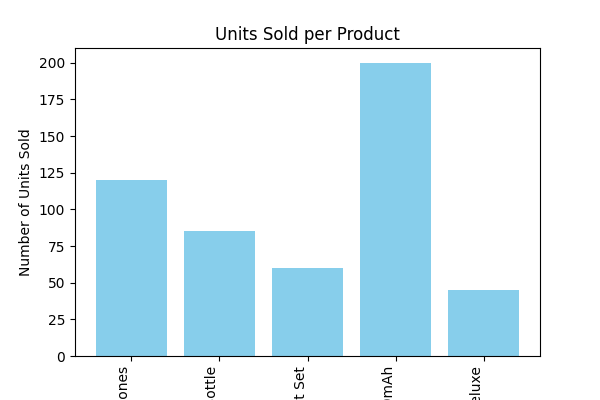 Units Sold per Product
Number of Units Sold
200
175
150
125
100
75
50
25
0
ones
ottle
t Set
mAh
eluxe